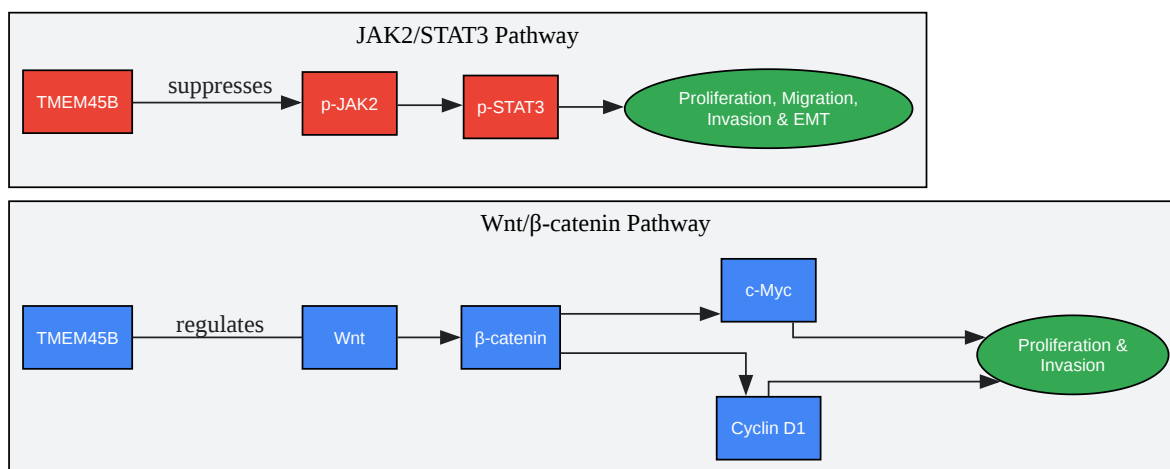 JAK2/STAT3 Pathway
TMEM45B
suppresses
p-JAK2
p-STAT3
Proliferation, Migration,
Invasion & EMT
Wnt/β-catenin Pathway
TMEM45B
regulates
Wnt
β-catenin
c-Myc
Cyclin D1
Proliferation &
Invasion